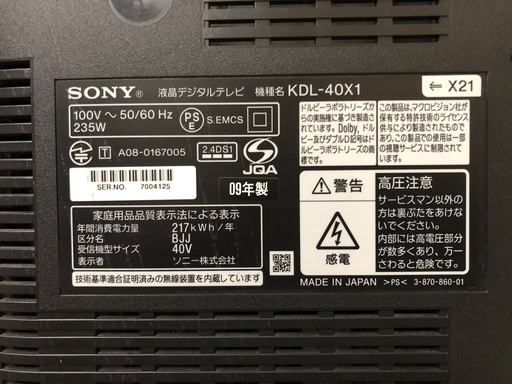 SONY® 液晶デジタルテレビ 機種名 KDL-40X1
100V～50/60 Hz
235W
PS
E
S.EMCS
T A08-0167005
2.4DS1
JQA
SER.NO. 7004125
09年製
家庭用品品質表示法による表示
年間消費電力量 217kWh/年
区分名 BJJ
受信機型サイズ 40V
表示者 ソニー株式会社
技術基準適合証明済みの無線装置を内蔵しています
ドルビーラボラトリーズか
らの実施権に基づき製造さ
れています。Dolby、ドル
ビー及びダブルD記号はドル
ビーラボラトリーズの商標
です。
この製品は、マクロビジョン社が
保有する特許技術のライセンス
供与により製造されたものであ
り、この製品での使用は一部
の視聴サービスに制限されて
います。
← X21
警告
感電
高圧注意
サービスマン以外の
方は裏ぶたをあけな
いでください。
内部には高電圧部分
が数多くあり、万一
さわると危険です。
MADE IN JAPAN >PS< 3-870-860-01